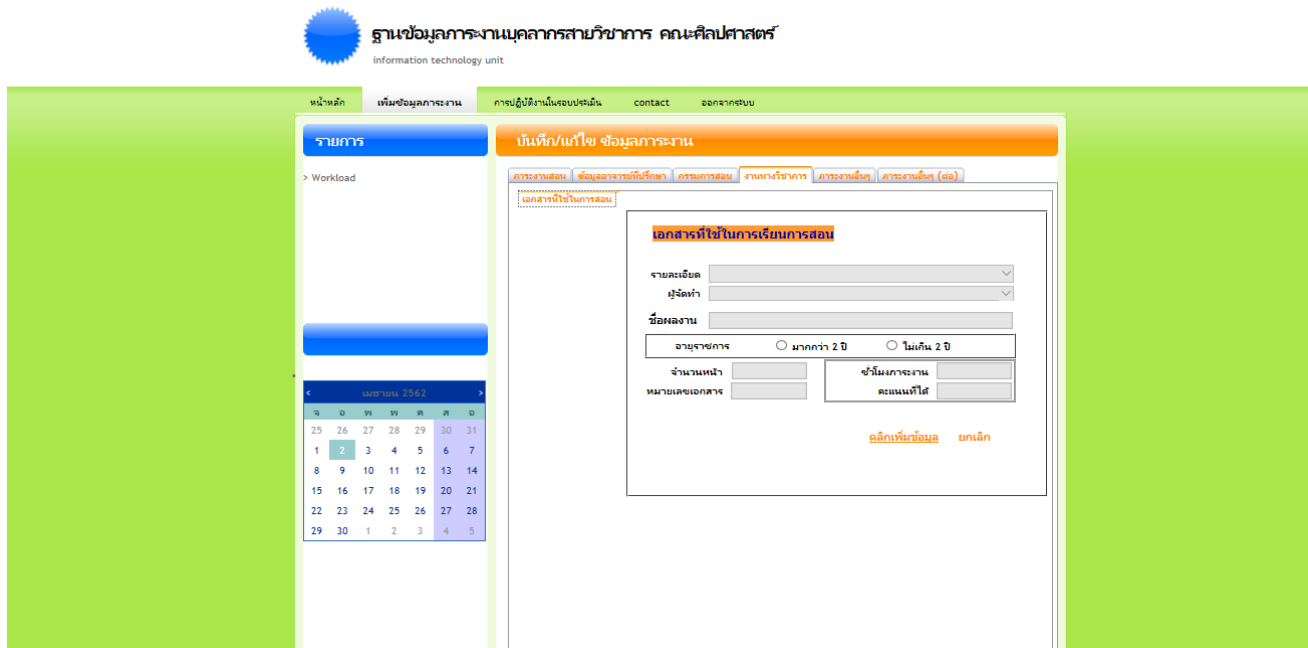 ฐานข้อมูลภาระงานบุคลากรสายวิชาการ คณะศิลปศาสตร์
information technology unit
หน้าหลัก เพิ่มข้อมูลภาระงาน การปฏิบัติงานในรอบประเมิน contact ออกจากระบบ
รายการ
> Workload
บันทึก/แก้ไข ข้อมูลภาระงาน
ภาระงานสอน ข้อมูลอาจารย์ที่ปรึกษา กรรมการสอบ งานทางวิชาการ ภาระงานอื่นๆ ภาระงานอื่นๆ (ต่อ)
เอกสารที่ใช้ในการสอน
เอกสารที่ใช้ในการเรียนการสอน
รายละเอียด
ผู้จัดทำ
ชื่อผลงาน
อายุราชการ มากกว่า 2 ปี ไม่เกิน 2 ปี
จำนวนหน้า ชั่วโมงภาระงาน
หมายเลขเอกสาร คะแนนที่ได้
คลิกเพิ่มข้อมูล ยกเลิก
< เมษายน 2562 >
จ อ พ พ ศ ส อ
25 26 27 28 29 30 31
1 2 3 4 5 6 7
8 9 10 11 12 13 14
15 16 17 18 19 20 21
22 23 24 25 26 27 28
29 30 1 2 3 4 5